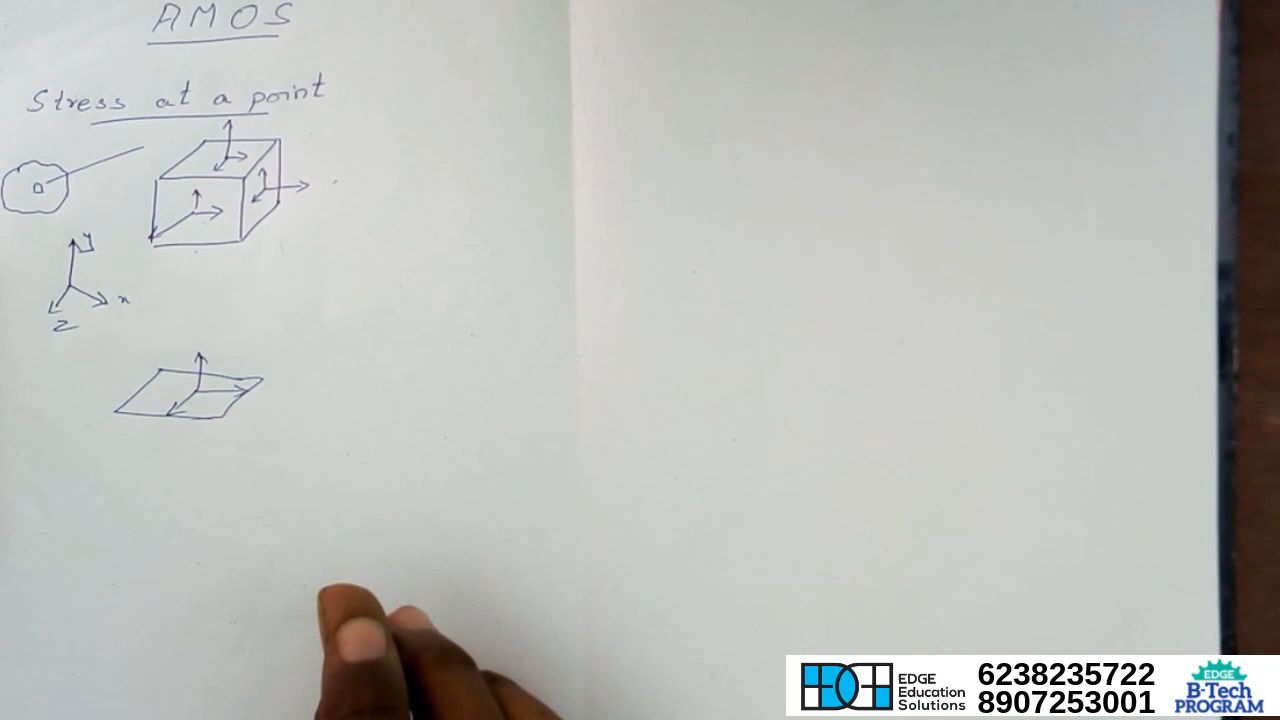 AMOS
Stress at a point
y
x
z
EDGE
Education
Solutions
6238235722
8907253001
EDGE
B-Tech
PROGRAM